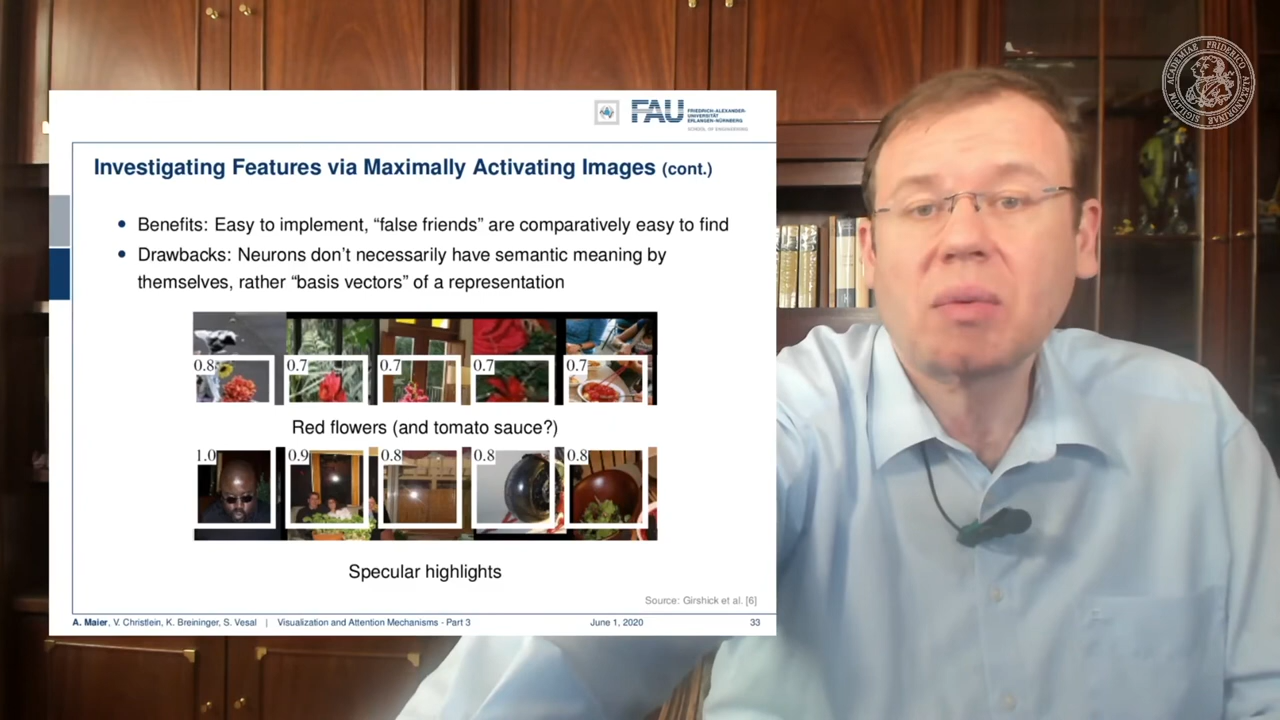 FAU FRIEDRICH-ALEXANDER-
UNIVERSITÄT
ERLANGEN-NÜRNBERG
SCHOOL OF ENGINEERING
SIGILLVM ACADEMIAE FRIDERICO ALEXANDRINAE
Investigating Features via Maximally Activating Images (cont.)
• Benefits: Easy to implement, “false friends” are comparatively easy to find
• Drawbacks: Neurons don’t necessarily have semantic meaning by
themselves, rather “basis vectors” of a representation
0.8 0.7 0.7 0.7 0.7
Red flowers (and tomato sauce?)
1.0 0.9 0.8 0.8 0.8
Specular highlights
Source: Girshick et al. [6]
A. Maier, V. Christlein, K. Breininger, S. Vesal | Visualization and Attention Mechanisms - Part 3 June 1, 2020 33